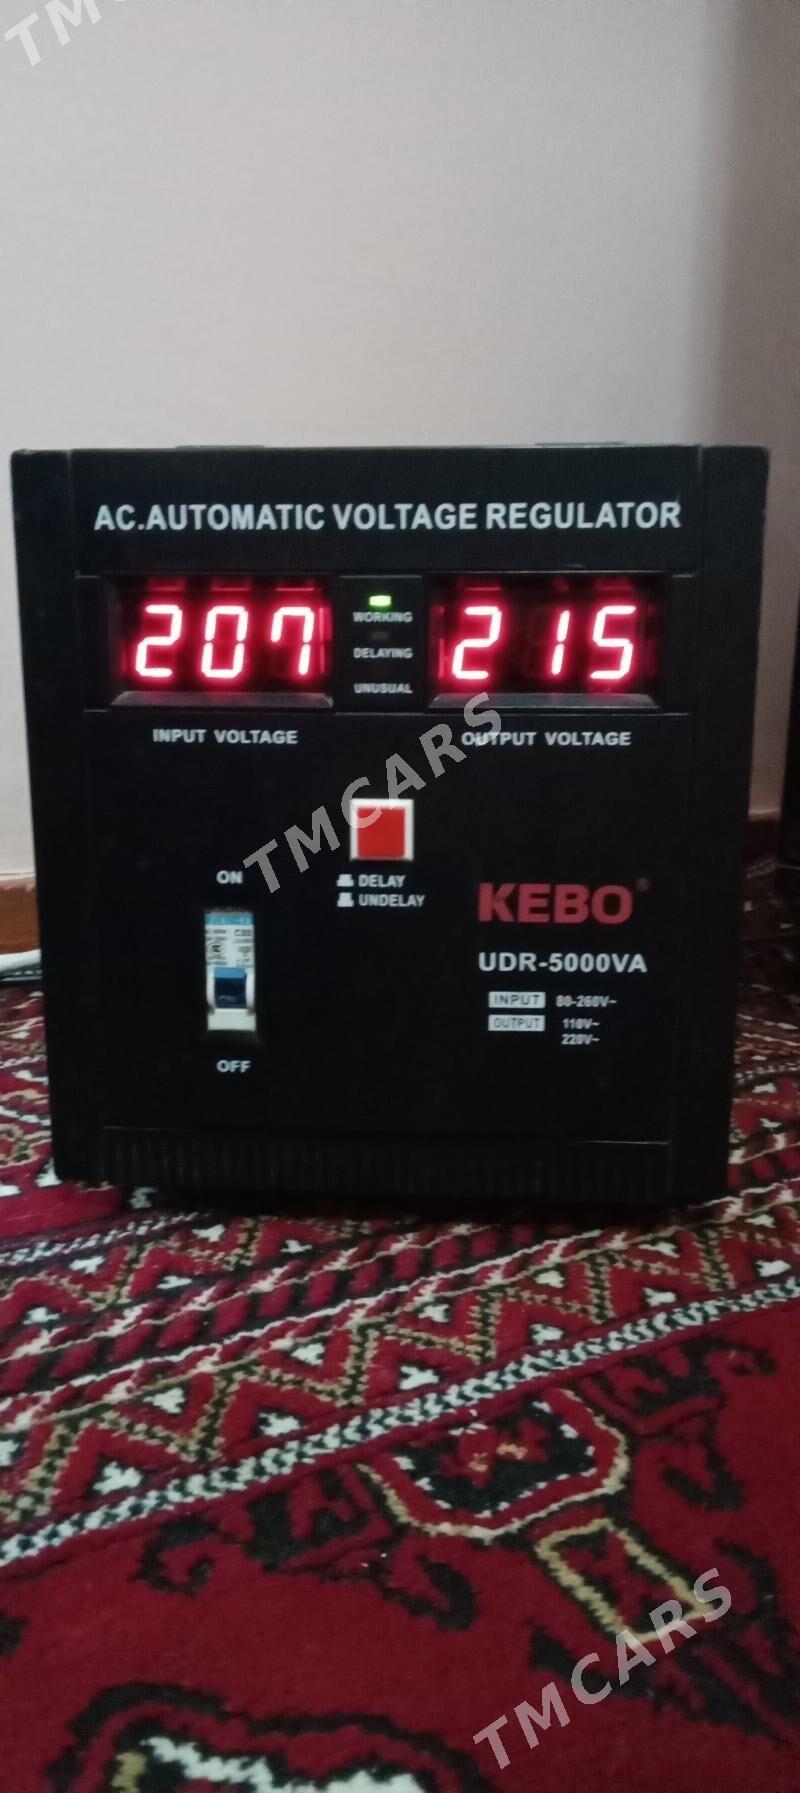 TMCARS
AC.AUTOMATIC VOLTAGE REGULATOR
207
WORKING
DELAYING
UNUSUAL
215
INPUT VOLTAGE
OUTPUT VOLTAGE
TMCARS
ON
DELAY
UNDELAY
KEBO®
UDR-5000VA
INPUT 80-260V~
OUTPUT 110V~
220V~
OFF
TMCARS